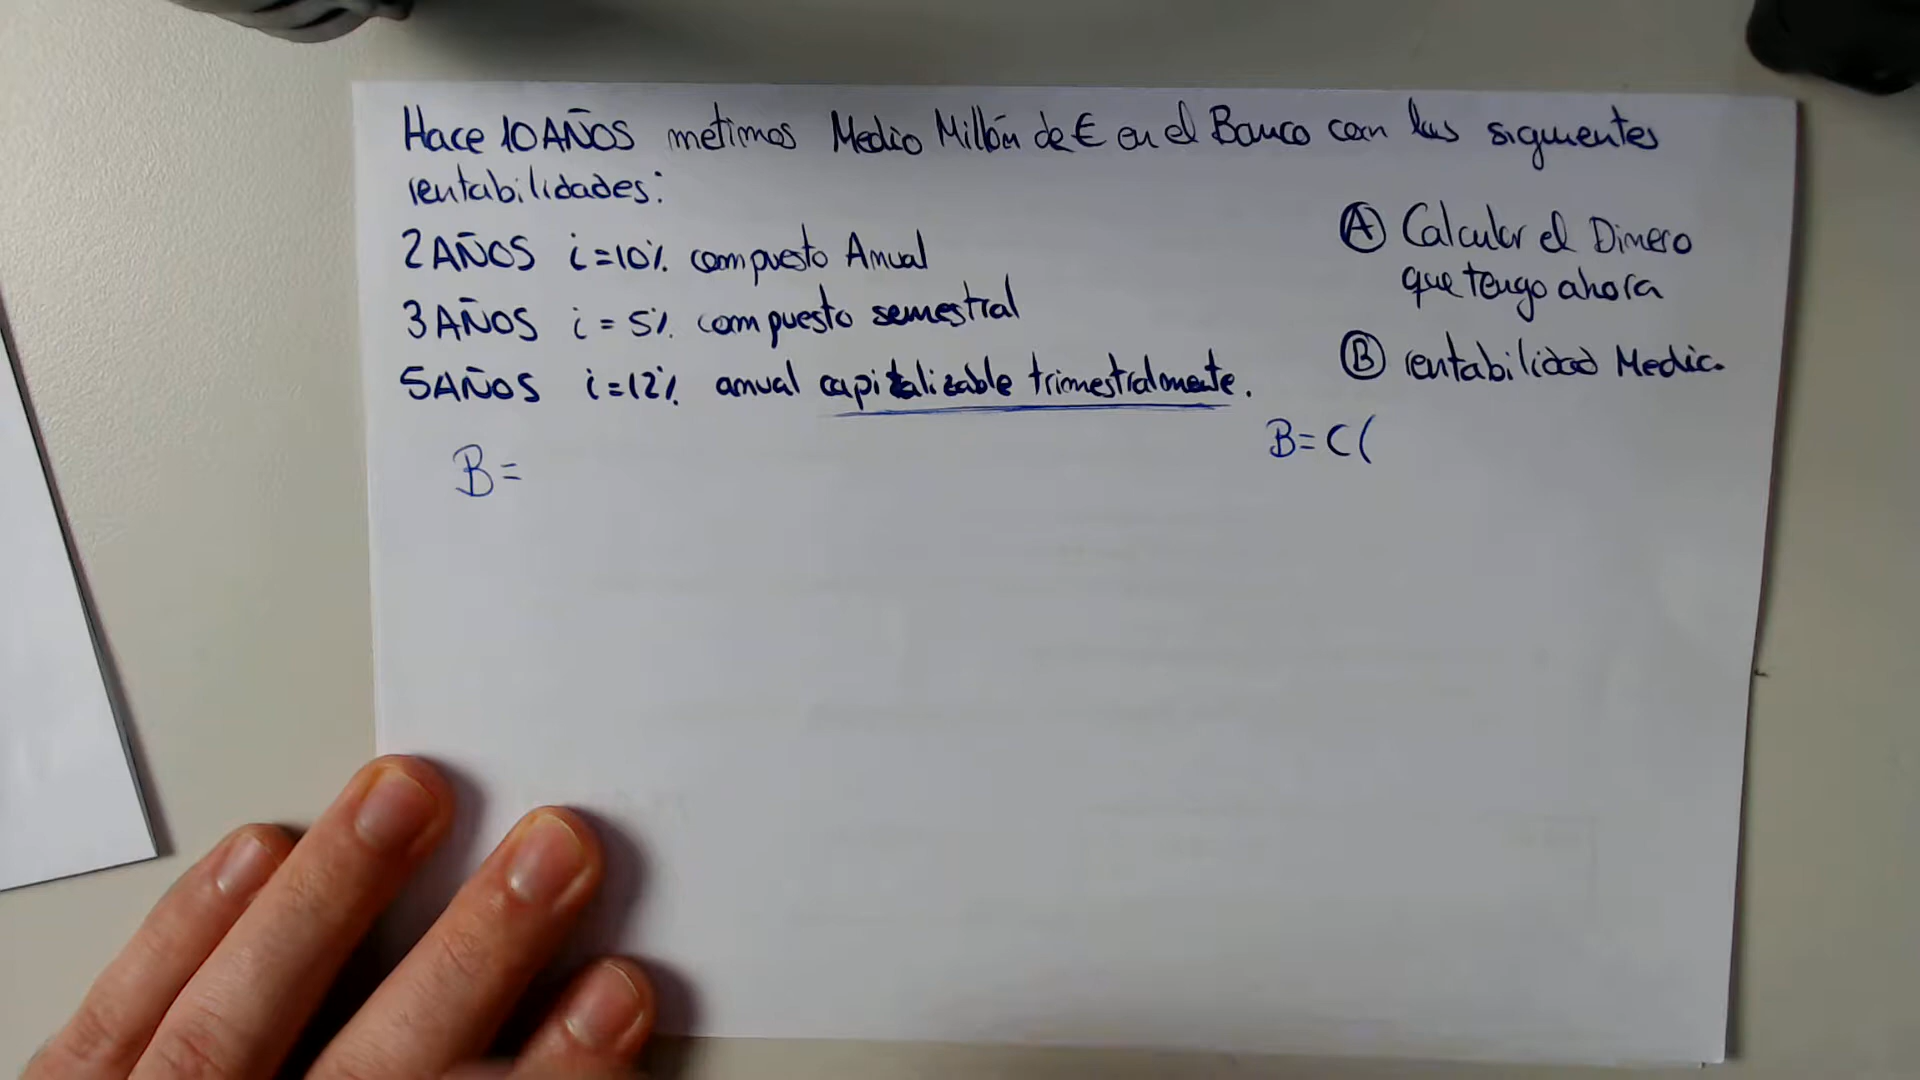 Hace 10 AÑOS metimos Medio Millón de € en el Banco con las siguientes
rentabilidades:
2 AÑOS i=10% compuesto Anual
3 AÑOS i = 5% compuesto semestral
5 AÑOS i=12% anual capitalizable trimestralmente.
B=
A Calcular el Dinero
que tengo ahora
B rentabilidad Media.
B= C(